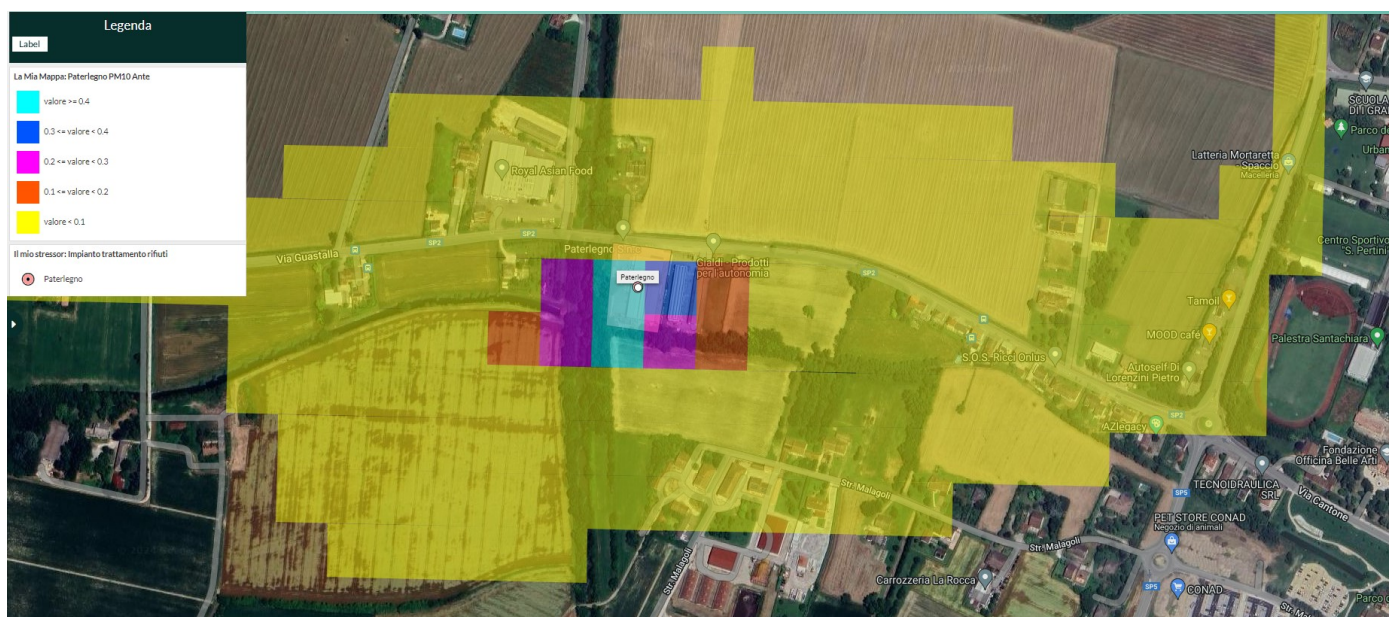 Legenda
Label
La Mia Mappa: Paterlegno PM10 Ante
valore >= 0.4
0.3 <= valore < 0.4
0.2 <= valore < 0.3
0.1 <= valore < 0.2
valore < 0.1
Il mio stressor: Impianto trattamento rifiuti
Paterlegno
SCUOLA
DI I GRA
Parco de
Urban
Latteria Mortaretta
- Spaccio
Macelleria
Royal Asian Food
SP2
SP2
Via Guastalla
Paterlegno
Gialdi - Prodotti
per l'autonomia
Paterlegno
SP2
Centro Sportivo
"S. Pertini
Tamoil
MOOD café
Palestra Santachiara
SP2
S.O.S. Ricci Onlus
Autoself Di
Lorenzini Pietro
SP2
AZlegacy
Fondazione
Officina Belle Arti
TECNOIDRAULICA
SRL
Via Cantone
Str. Malagoli
SP5
PET STORE CONAD
Negozio di animali
Str. Malagoli
Str. Malagoli
Carrozzeria La Rocca
SP5
CONAD
Parco d
Str. Ma